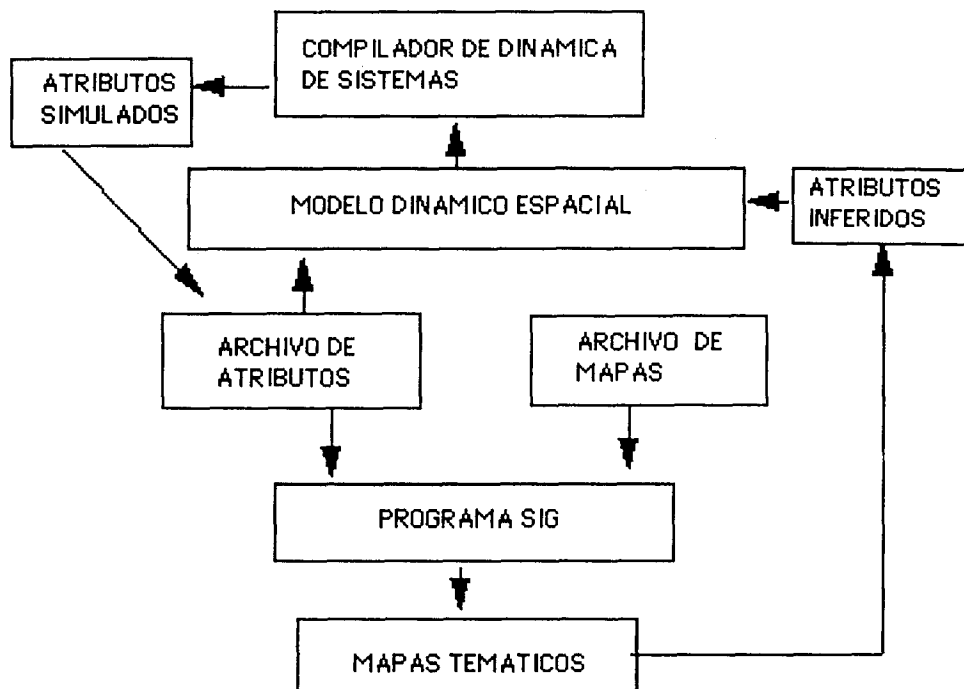 COMPILADOR DE DINAMICA
DE SISTEMAS
ATRIBUTOS
SIMULADOS
MODELO DINAMICO ESPACIAL
ATRIBUTOS
INFERIDOS
ARCHIVO DE
ATRIBUTOS
ARCHIVO DE
MAPAS
PROGRAMA SIG
MAPAS TEMATICOS